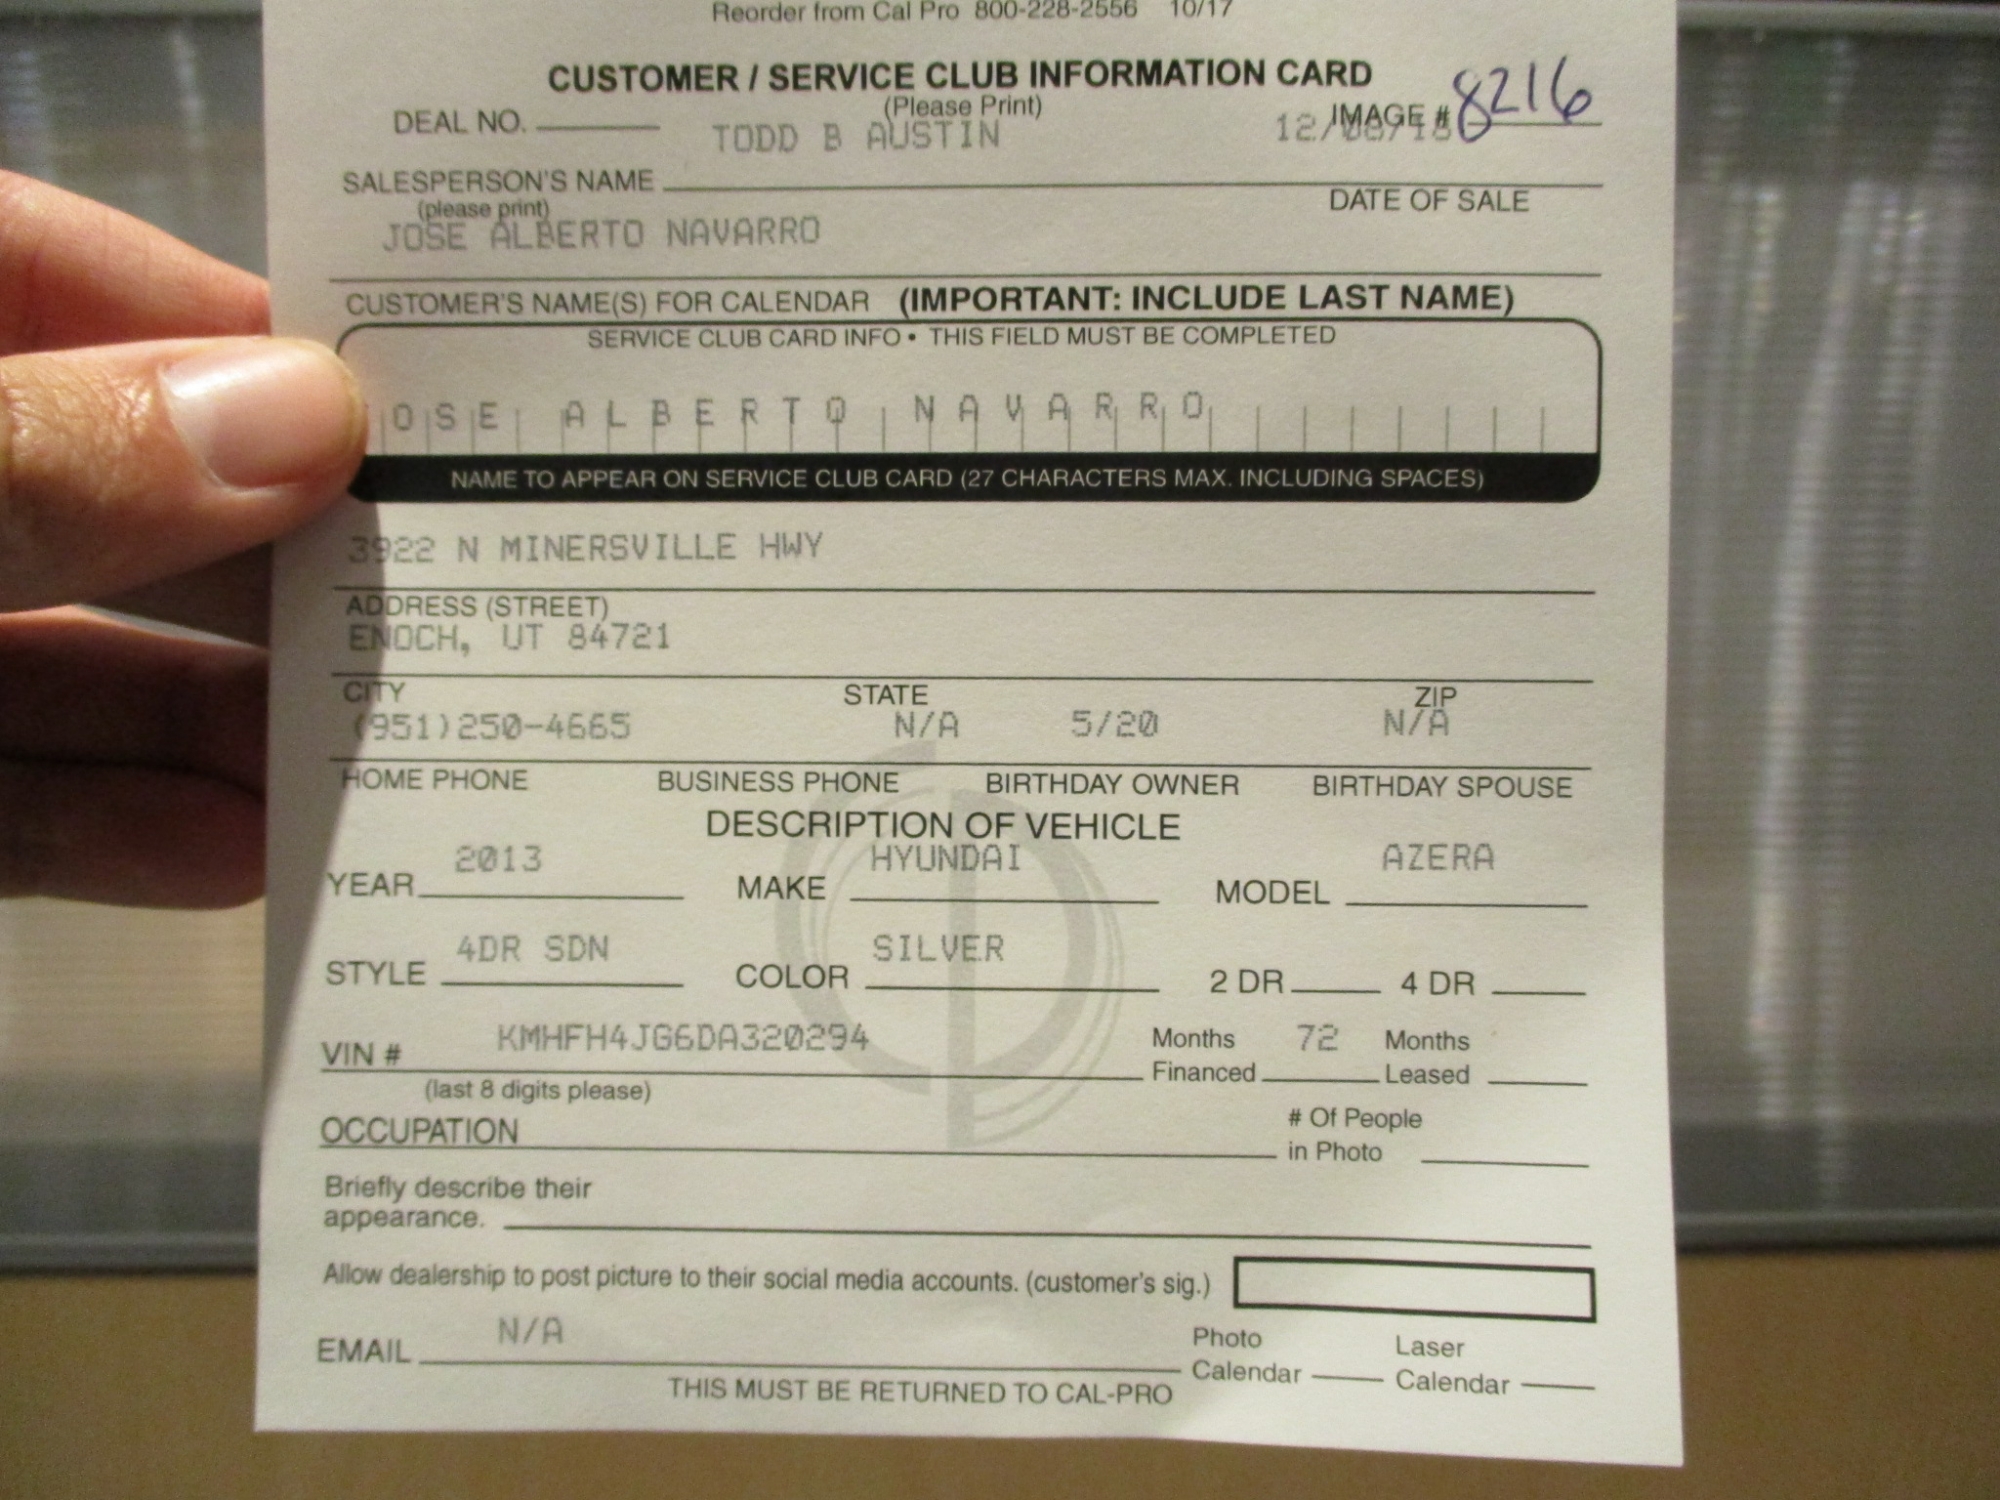 Reorder from Cal Pro 800-228-2556 10/17
CUSTOMER / SERVICE CLUB INFORMATION CARD
(Please Print)
DEAL NO. IMAGE # 8216
TODD B AUSTIN
SALESPERSON'S NAME
(please print)
DATE OF SALE
JOSE ALBERTO NAVARRO
CUSTOMER'S NAME(S) FOR CALENDAR (IMPORTANT: INCLUDE LAST NAME)
SERVICE CLUB CARD INFO • THIS FIELD MUST BE COMPLETED
OSE ALBERTO NAVARRO
NAME TO APPEAR ON SERVICE CLUB CARD (27 CHARACTERS MAX. INCLUDING SPACES)
3922 N MINERSVILLE HWY
ADDRESS (STREET)
ENOCH, UT 84721
CITY STATE ZIP
(951)250-4665 N/A 5/20 N/A
HOME PHONE BUSINESS PHONE BIRTHDAY OWNER BIRTHDAY SPOUSE
DESCRIPTION OF VEHICLE
YEAR 2013 MAKE HYUNDAI MODEL AZERA
STYLE 4DR SDN COLOR SILVER 2 DR 4 DR
VIN # KMHFH4JG6DA320294 Months Financed 72 Months Leased
(last 8 digits please)
OCCUPATION # Of People in Photo
Briefly describe their
appearance.
Allow dealership to post picture to their social media accounts. (customer's sig.)
EMAIL N/A Photo Calendar Laser Calendar
THIS MUST BE RETURNED TO CAL-PRO